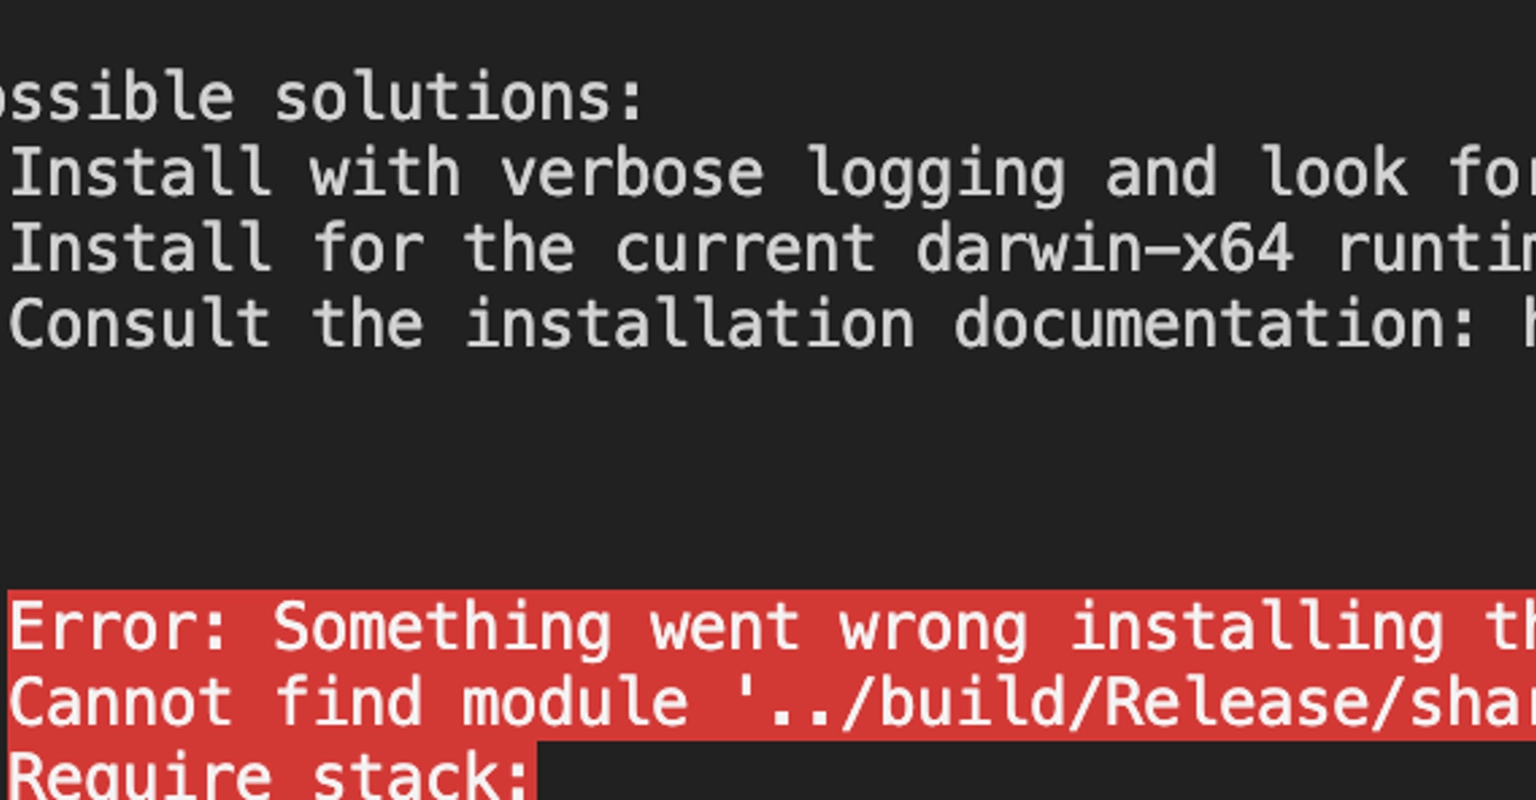 ossible solutions:
Install with verbose logging and look for
Install for the current darwin-x64 runtim
Consult the installation documentation: h
Error: Something went wrong installing th
Cannot find module '../build/Release/shar
Require stack: